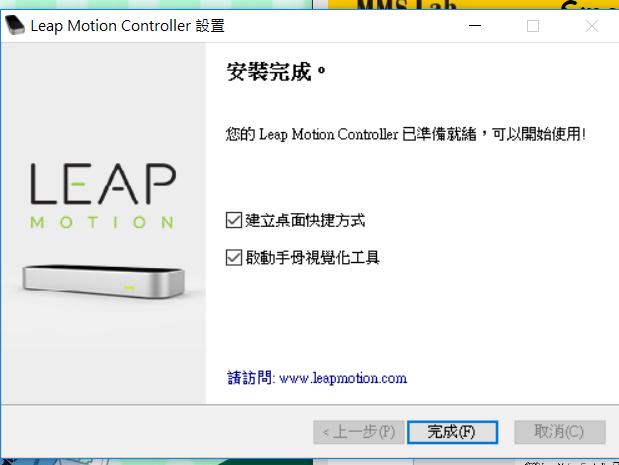 MMS Lab
Leap Motion Controller 設置
安裝完成。
您的 Leap Motion Controller 已準備就緒，可以開始使用!
LEAP
MOTION
建立桌面快捷方式
啟動手骨視覺化工具
請訪問: www.leapmotion.com
< 上一步(P)
完成(F)
取消(C)